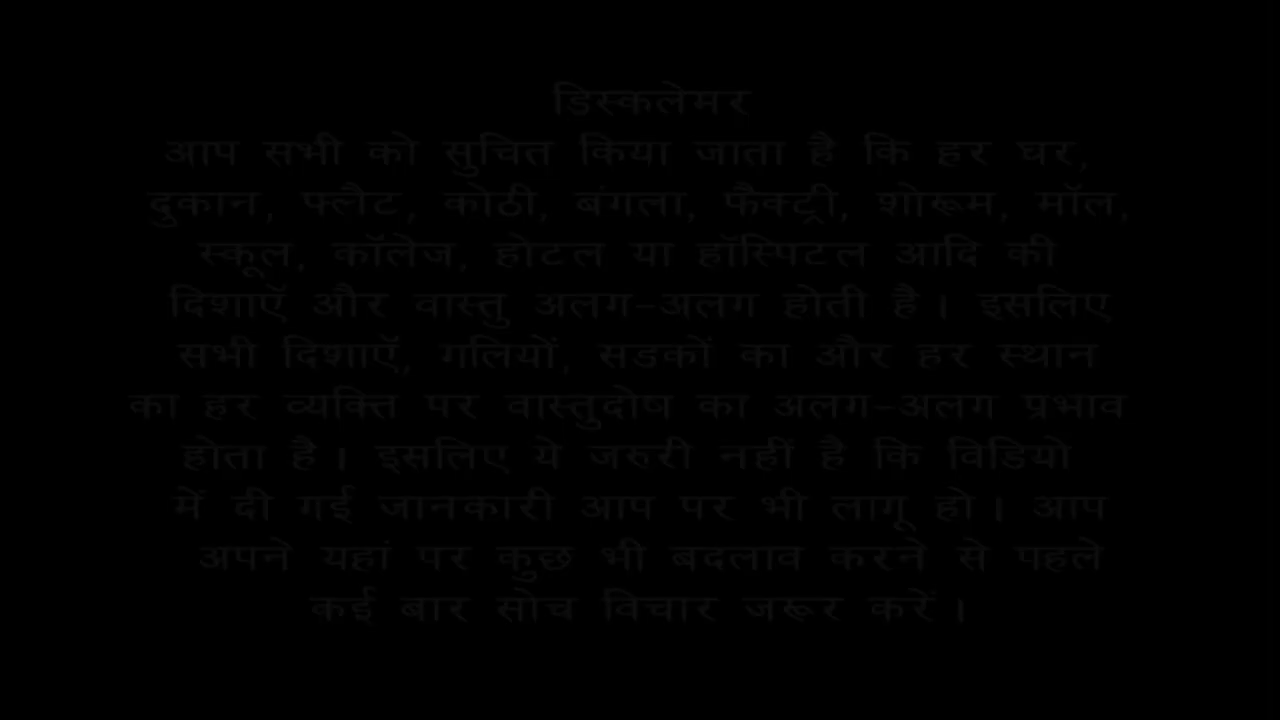 डिस्कलेमर
आप सभी को सुचित किया जाता है कि हर घर,
दुकान, फ्लैट, कोठी, बंगला, फैक्ट्री, शोरूम, मॉल,
स्कूल, कॉलेज, होटल या हॉस्पिटल आदि की
दिशाएॅ और वास्तु अलग–अलग होती है। इसलिए
सभी दिशाएॅ, गलियों, सडकों का और हर स्थान
का हर व्यक्ति पर वास्तुदोष का अलग–अलग प्रभाव
होता है। इसलिए ये जरुरी नहीं है कि विडियो
में दी गई जानकारी आप पर भी लागू हो। आप
अपने यहां पर कुछ भी बदलाव करने से पहले
कई बार सोच विचार जरूर करें।